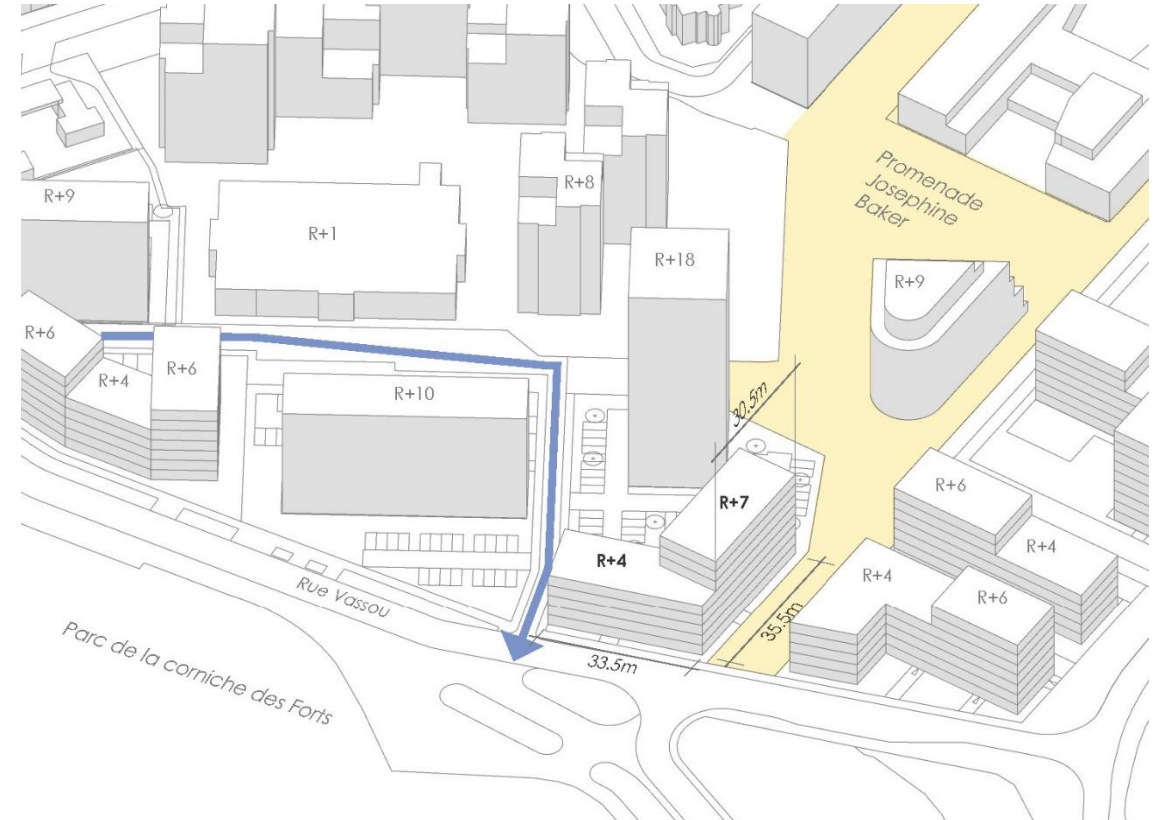 Promenade
Josephine
Baker
R+9
R+8
R+1
R+18
R+9
R+6
R+4
R+6
R+10
30.5m
R+7
R+6
R+4
R+4
R+4
R+6
35.5m
33.5m
Rue Vassou
Parc de la corniche des Forts